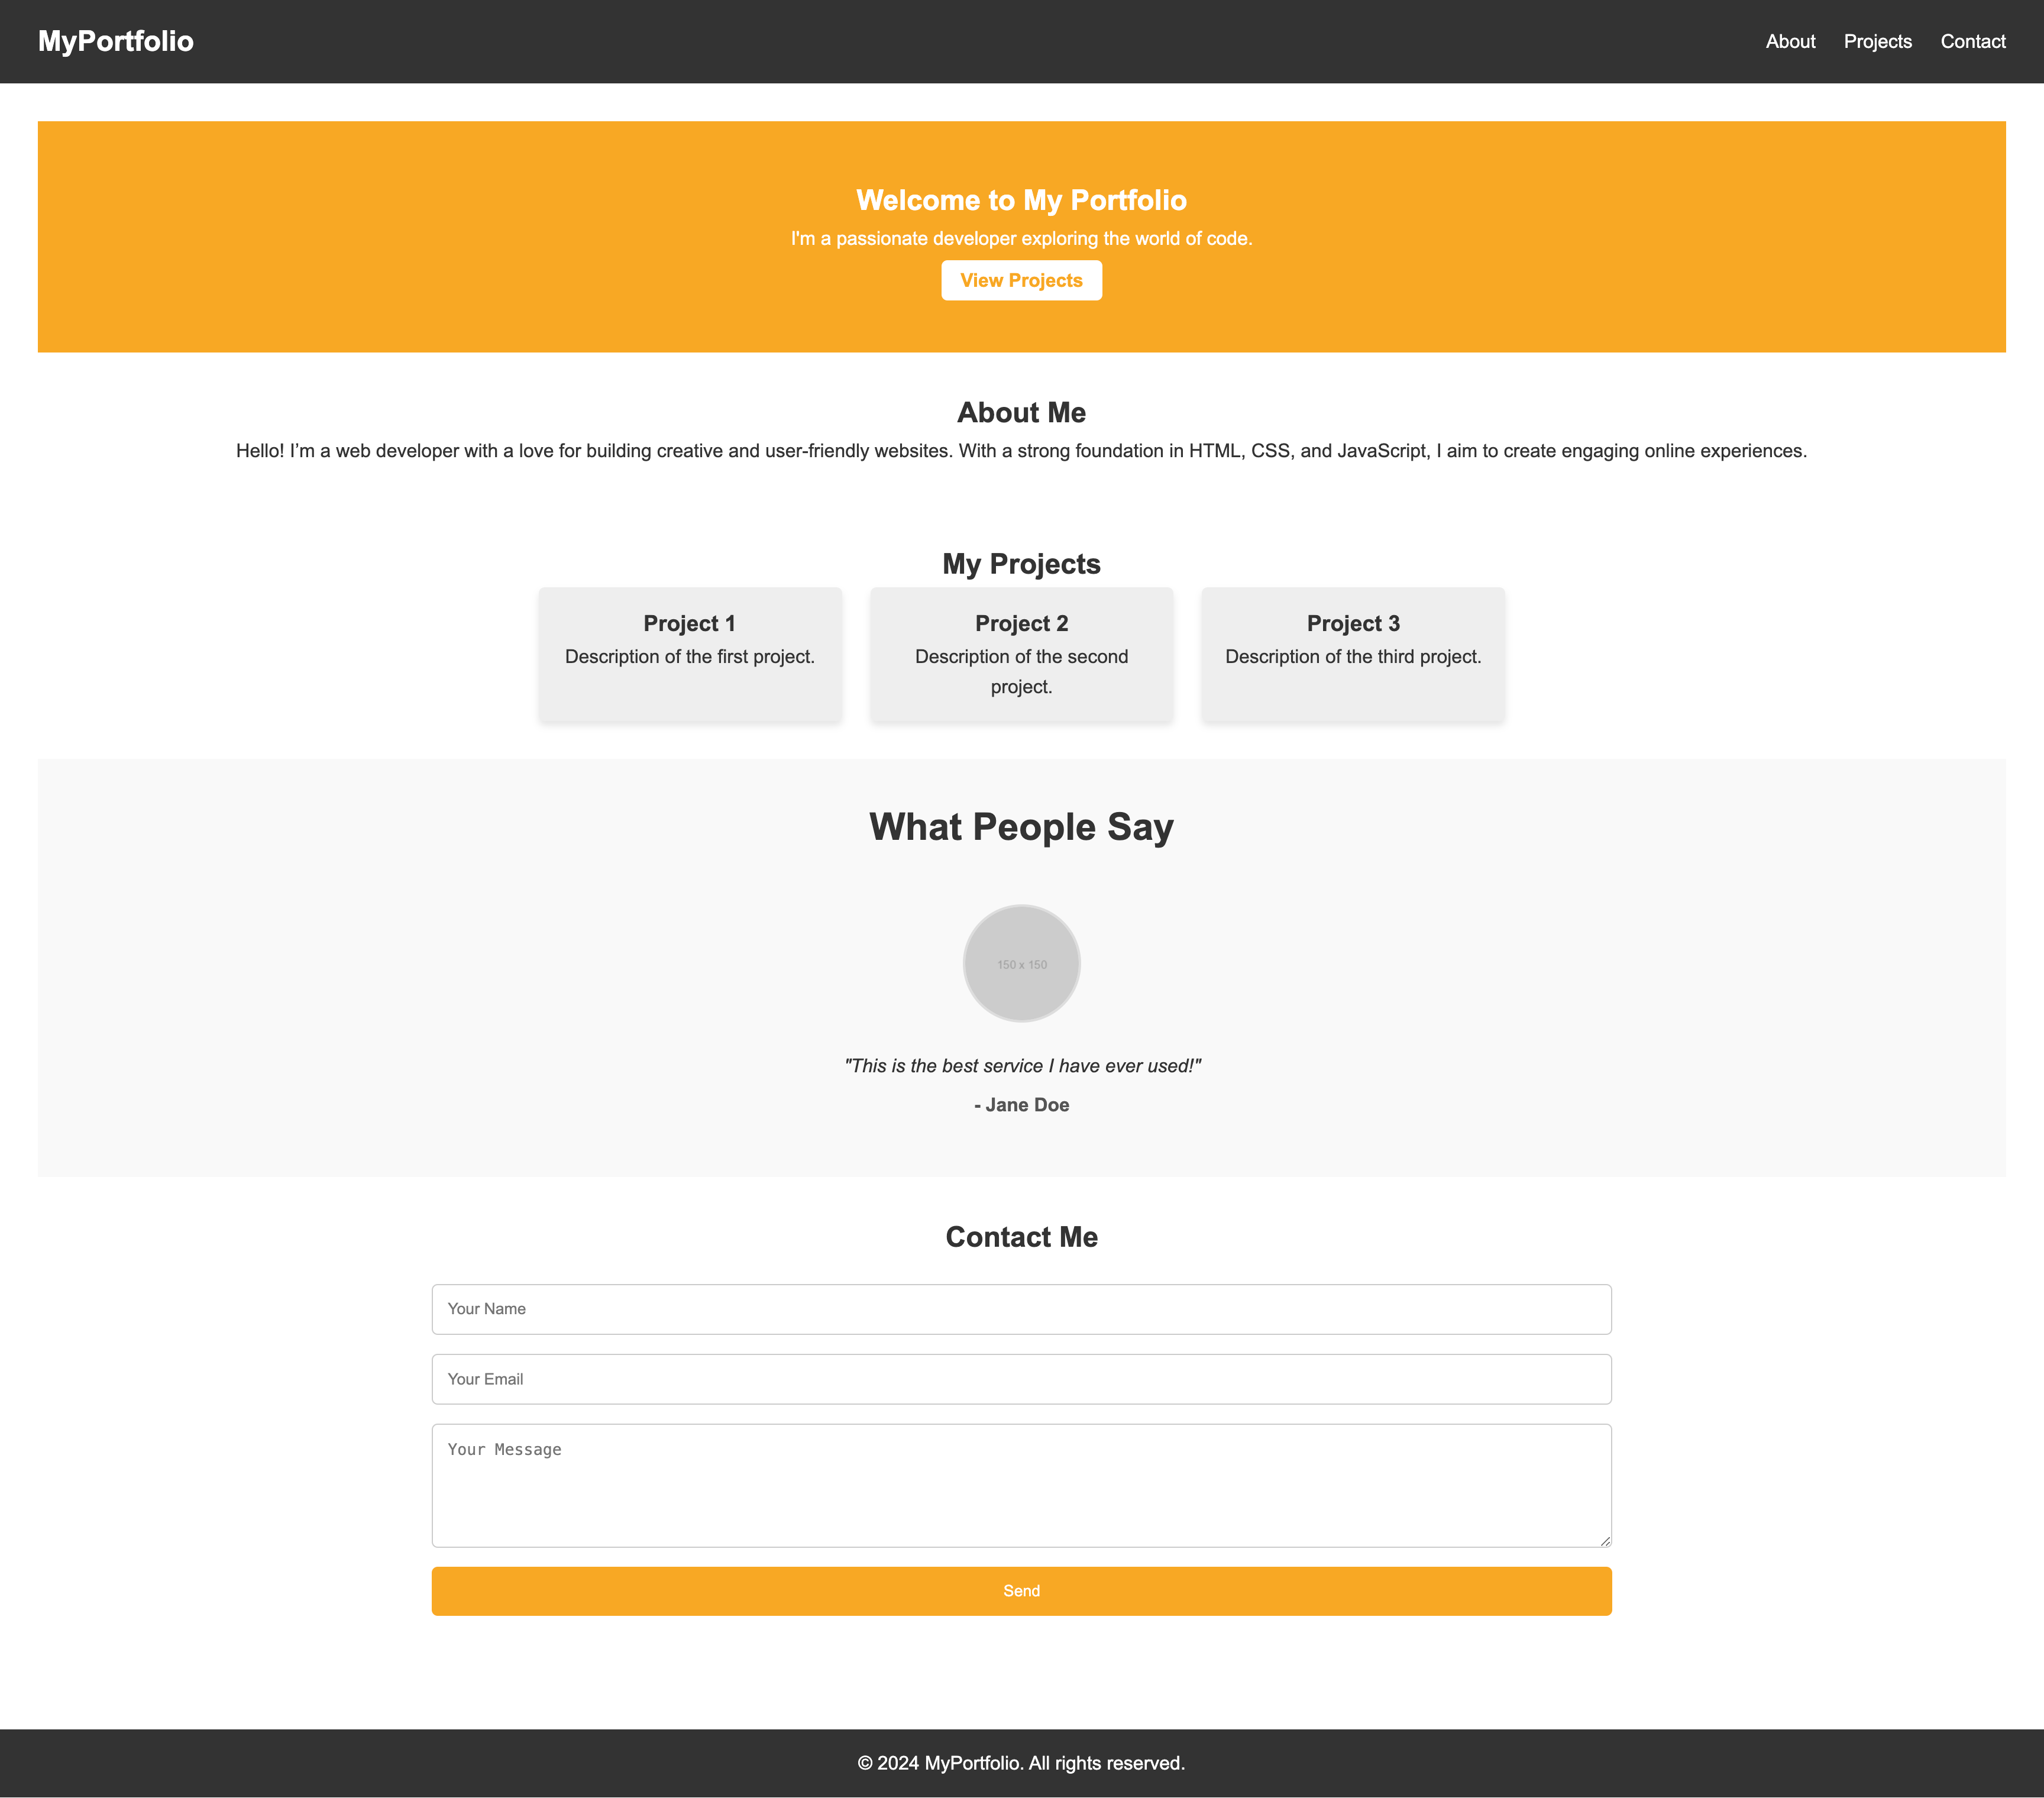 MyPortfolio
About
Projects
Contact
Welcome to My Portfolio
I'm a passionate developer exploring the world of code.
View Projects
About Me
Hello! I’m a web developer with a love for building creative and user-friendly websites. With a strong foundation in HTML, CSS, and JavaScript, I aim to create engaging online experiences.
My Projects
Project 1
Description of the first project.
Project 2
Description of the second
project.
Project 3
Description of the third project.
What People Say
150 x 150
"This is the best service I have ever used!"
- Jane Doe
Contact Me
Your Name
Your Email
Your Message
Send
© 2024 MyPortfolio. All rights reserved.